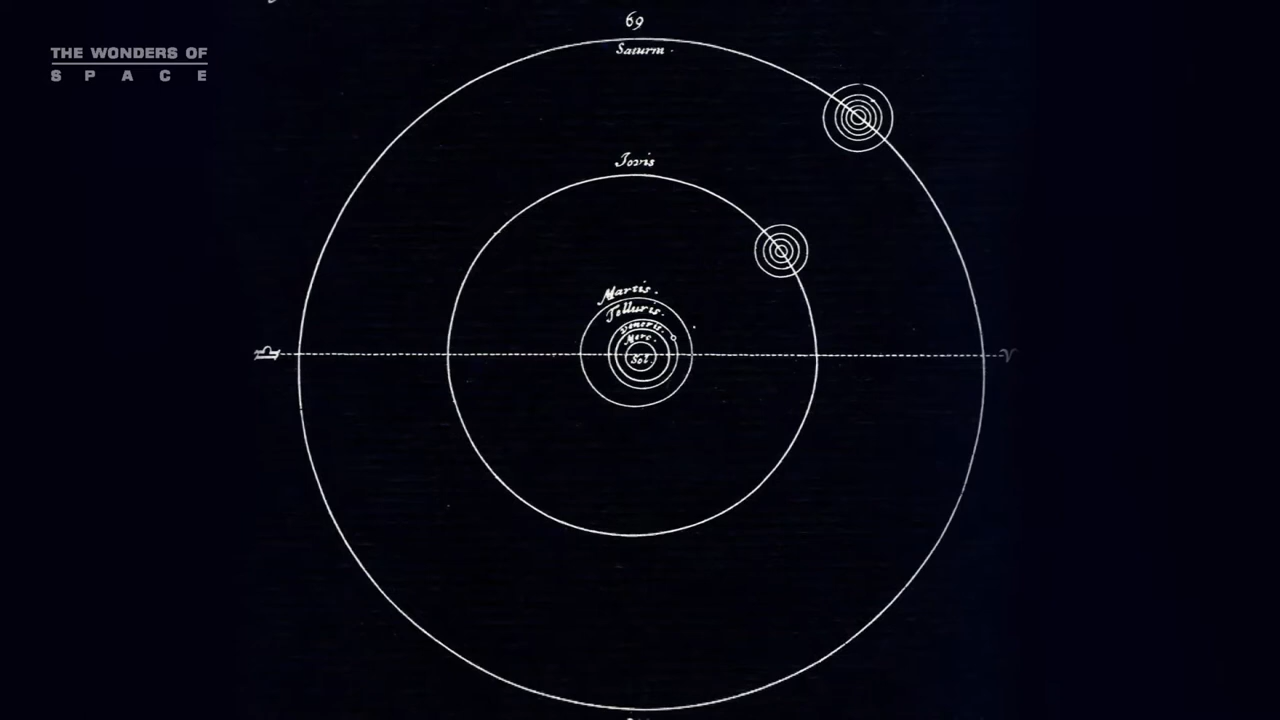 THE WONDERS OF
SPACE
69
Saturni.
Jovis
Martis.
Telluris.
Veneris.
Merc.
Sol.
♎
♈